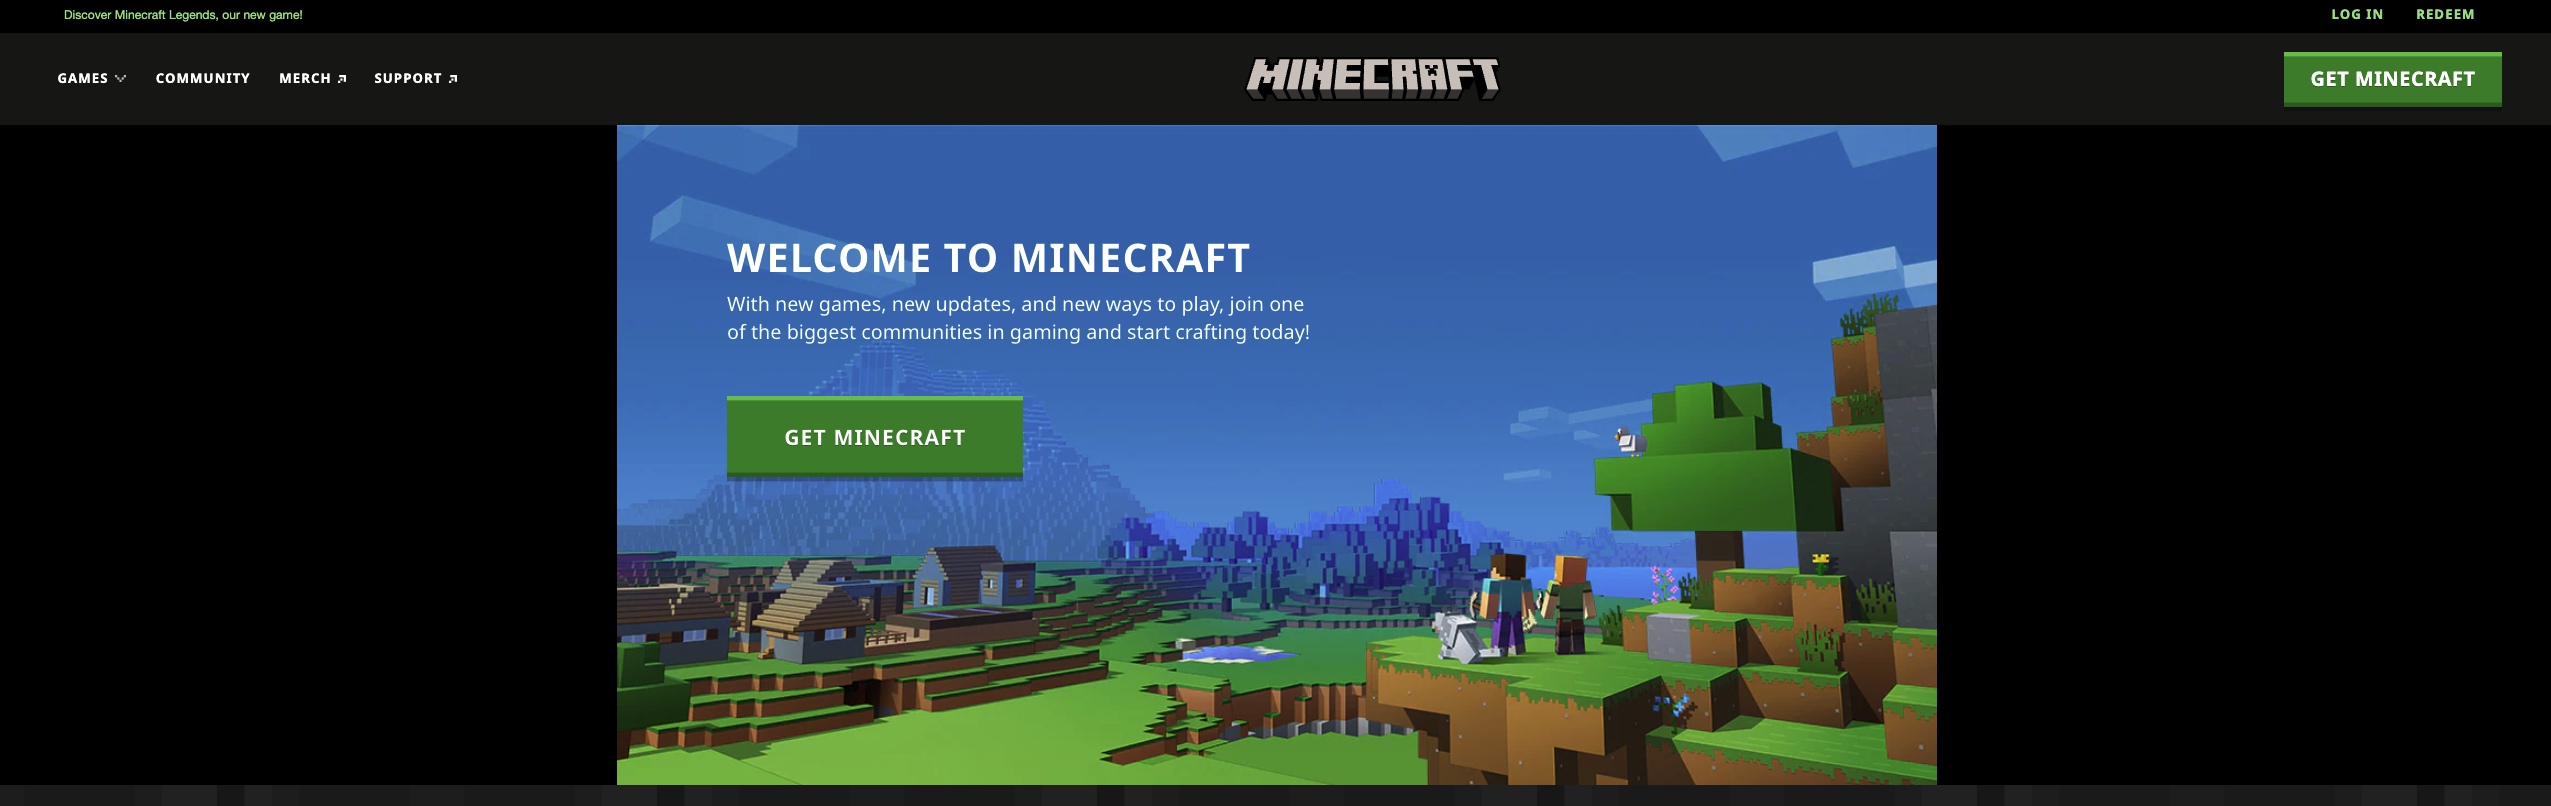 Discover Minecraft Legends, our new game!
LOG IN
REDEEM
GAMES
COMMUNITY
MERCH
SUPPORT
MINECRAFT
GET MINECRAFT
WELCOME TO MINECRAFT
With new games, new updates, and new ways to play, join one
of the biggest communities in gaming and start crafting today!
GET MINECRAFT